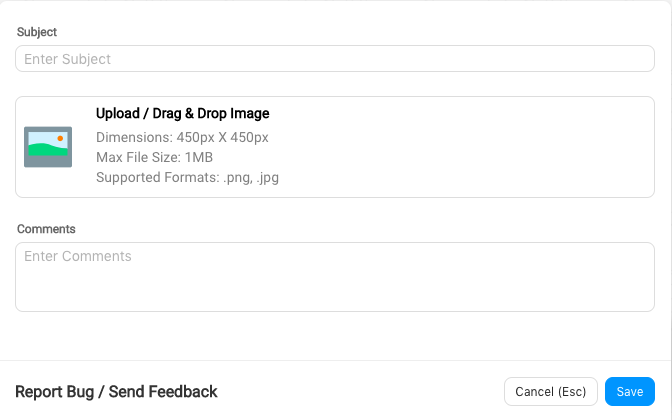 Subject
Enter Subject
Upload / Drag & Drop Image
Dimensions: 450px X 450px
Max File Size: 1MB
Supported Formats: .png, .jpg
Comments
Enter Comments
Report Bug / Send Feedback
Cancel (Esc)
Save